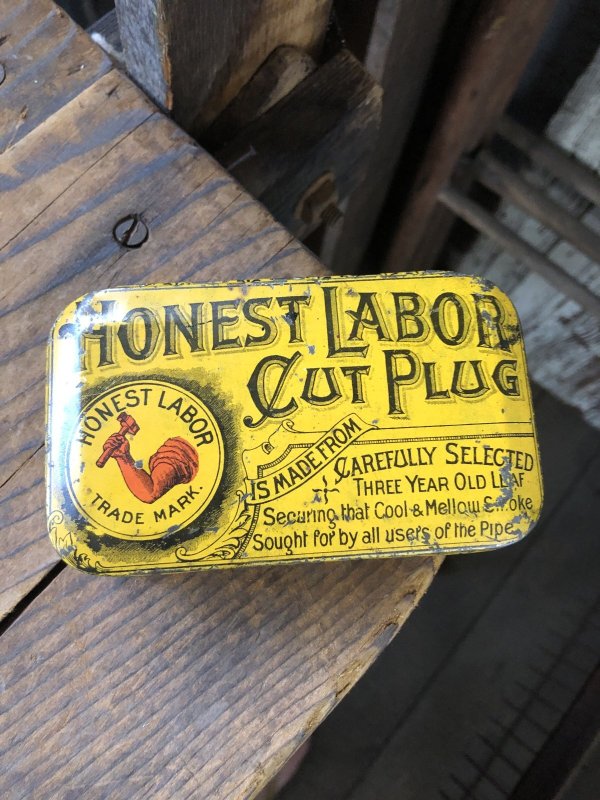 HONEST LABOR
CUT PLUG
HONEST LABOR
TRADE MARK.
IS MADE FROM
CAREFULLY SELECTED
THREE YEAR OLD LEAF
Securing that Cool & Mellow Smoke
Sought for by all users of the Pipe